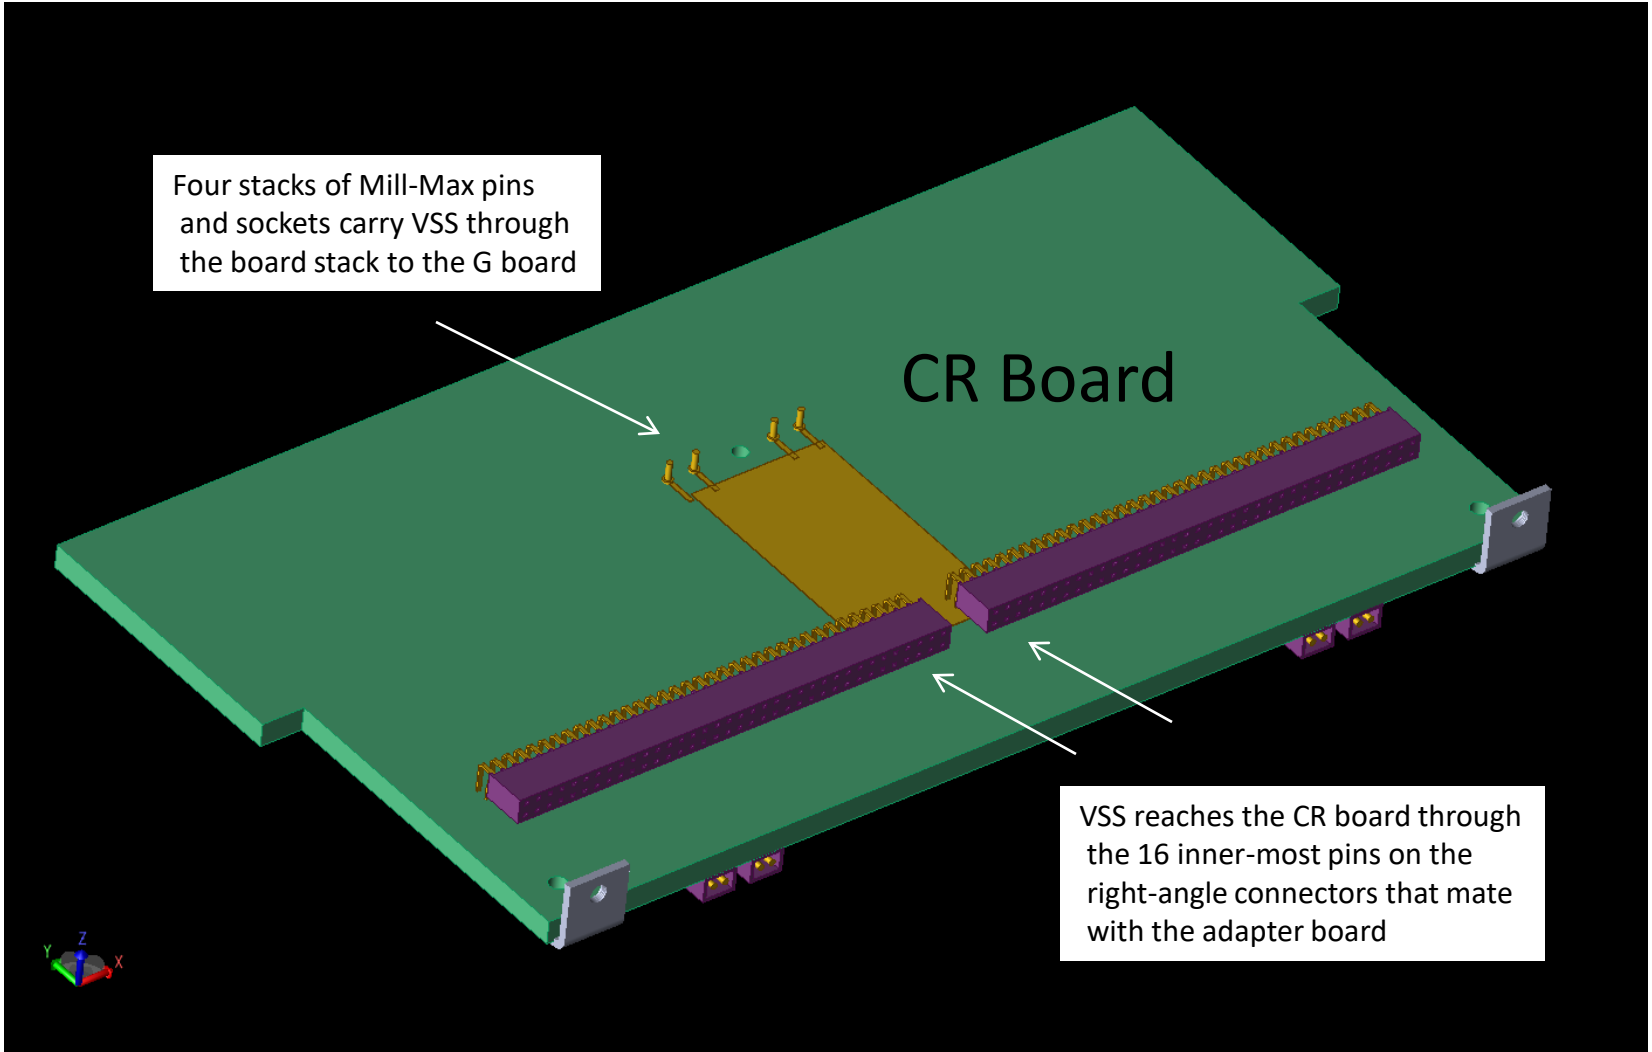 Four stacks of Mill-Max pins
and sockets carry VSS through
the board stack to the G board
CR Board
VSS reaches the CR board through
the 16 inner-most pins on the
right-angle connectors that mate
with the adapter board
Y
Z
X